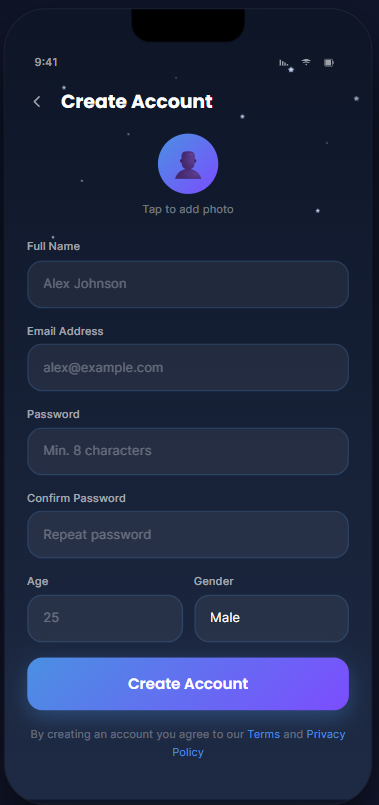 9:41
Create Account
Tap to add photo
Full Name
Alex Johnson
Email Address
alex@example.com
Password
Min. 8 characters
Confirm Password
Repeat password
Age Gender
25 Male
Create Account
By creating an account you agree to our Terms and Privacy
Policy